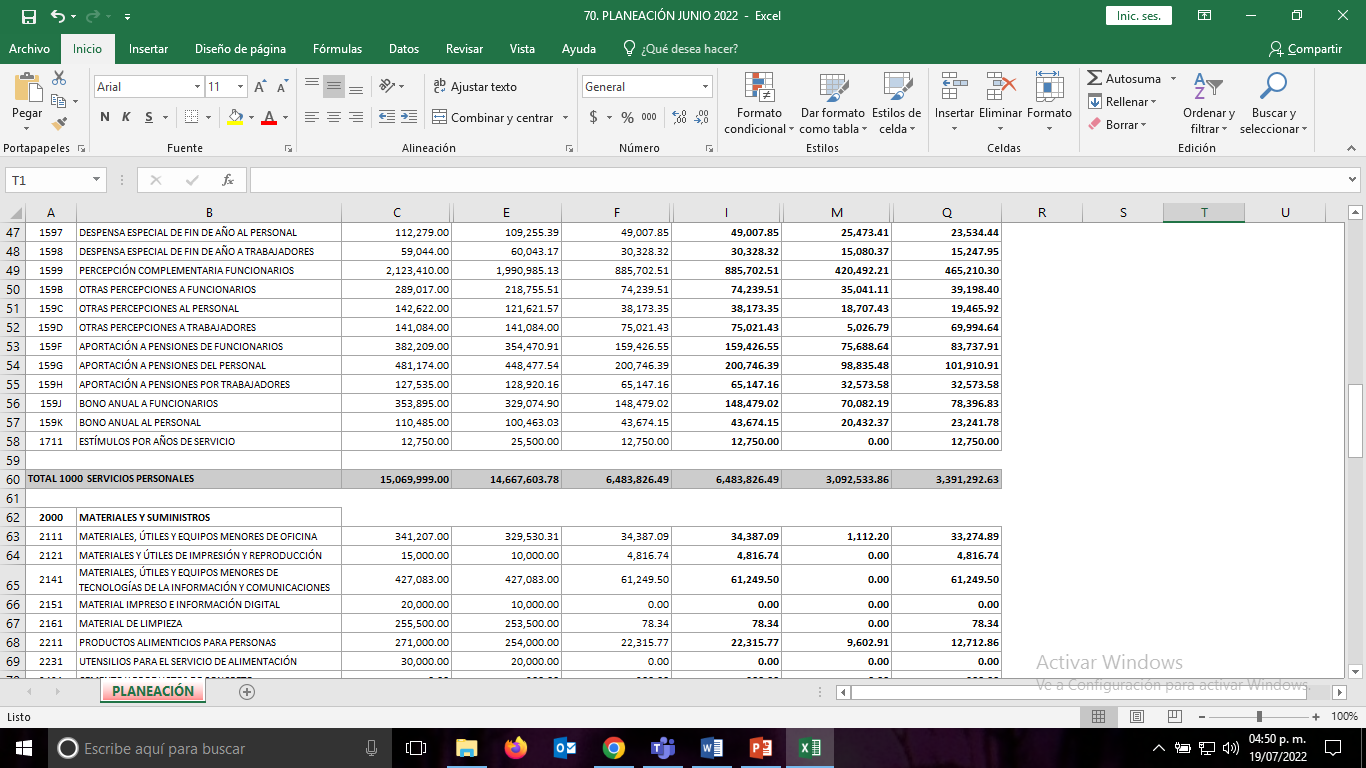 70. PLANEACIÓN JUNIO 2022 - Excel
Inic. ses.
Archivo Inicio Insertar Diseño de página Fórmulas Datos Revisar Vista Ayuda ¿Qué desea hacer? Compartir
Pegar
Arial 11
N K S
Ajustar texto
Combinar y centrar
General
$ % 000
Formato condicional
Dar formato como tabla
Estilos de celda
Insertar Eliminar Formato
Autosuma
Rellenar
Borrar
Ordenar y filtrar
Buscar y seleccionar
Portapapeles Fuente Alineación Número Estilos Celdas Edición
T1 fx
A B C E F I M Q R S T U
47 1597 DESPENSA ESPECIAL DE FIN DE AÑO AL PERSONAL 112,279.00 109,255.39 49,007.85 49,007.85 25,473.41 23,534.44
48 1598 DESPENSA ESPECIAL DE FIN DE AÑO A TRABAJADORES 59,044.00 60,043.17 30,328.32 30,328.32 15,080.37 15,247.95
49 1599 PERCEPCIÓN COMPLEMENTARIA FUNCIONARIOS 2,123,410.00 1,990,985.13 885,702.51 885,702.51 420,492.21 465,210.30
50 159B OTRAS PERCEPCIONES A FUNCIONARIOS 289,017.00 218,755.51 74,239.51 74,239.51 35,041.11 39,198.40
51 159C OTRAS PERCEPCIONES AL PERSONAL 142,622.00 121,621.57 38,173.35 38,173.35 18,707.43 19,465.92
52 159D OTRAS PERCEPCIONES A TRABAJADORES 141,084.00 141,084.00 75,021.43 75,021.43 5,026.79 69,994.64
53 159F APORTACIÓN A PENSIONES DE FUNCIONARIOS 382,209.00 354,470.91 159,426.55 159,426.55 75,688.64 83,737.91
54 159G APORTACIÓN A PENSIONES DEL PERSONAL 481,174.00 448,477.54 200,746.39 200,746.39 98,835.48 101,910.91
55 159H APORTACIÓN A PENSIONES POR TRABAJADORES 127,535.00 128,920.16 65,147.16 65,147.16 32,573.58 32,573.58
56 159J BONO ANUAL A FUNCIONARIOS 353,895.00 329,074.90 148,479.02 148,479.02 70,082.19 78,396.83
57 159K BONO ANUAL AL PERSONAL 110,485.00 100,463.03 43,674.15 43,674.15 20,432.37 23,241.78
58 1711 ESTÍMULOS POR AÑOS DE SERVICIO 12,750.00 25,500.00 12,750.00 12,750.00 0.00 12,750.00
59
60 TOTAL 1000 SERVICIOS PERSONALES 15,069,999.00 14,667,603.78 6,483,826.49 6,483,826.49 3,092,533.86 3,391,292.63
61
62 2000 MATERIALES Y SUMINISTROS
63 2111 MATERIALES, ÚTILES Y EQUIPOS MENORES DE OFICINA 341,207.00 329,530.31 34,387.09 34,387.09 1,112.20 33,274.89
64 2121 MATERIALES Y ÚTILES DE IMPRESIÓN Y REPRODUCCIÓN 15,000.00 10,000.00 4,816.74 4,816.74 0.00 4,816.74
65 2141 MATERIALES, ÚTILES Y EQUIPOS MENORES DE
TECNOLOGÍAS DE LA INFORMACIÓN Y COMUNICACIONES 427,083.00 427,083.00 61,249.50 61,249.50 0.00 61,249.50
66 2151 MATERIAL IMPRESO E INFORMACIÓN DIGITAL 20,000.00 10,000.00 0.00 0.00 0.00 0.00
67 2161 MATERIAL DE LIMPIEZA 255,500.00 253,500.00 78.34 78.34 0.00 78.34
68 2211 PRODUCTOS ALIMENTICIOS PARA PERSONAS 271,000.00 254,000.00 22,315.77 22,315.77 9,602.91 12,712.86
69 2231 UTENSILIOS PARA EL SERVICIO DE ALIMENTACIÓN 30,000.00 20,000.00 0.00 0.00 0.00 0.00
Activar Windows
Ve a Configuración para activar Windows.
PLANEACIÓN
Listo
100%
Escribe aquí para buscar
04:50 p. m.
19/07/2022